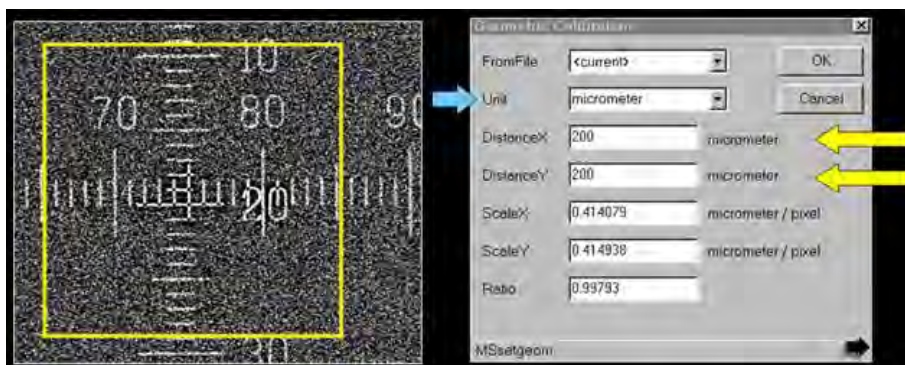 10
70 80 90
20
30
Geometric Calibration
FromFile <current> OK
Unit micrometer Cancel
DistanceX 200 micrometer
DistanceY 200 micrometer
ScaleX 0.414079 micrometer / pixel
ScaleY 0.414938 micrometer / pixel
Ratio 0.99793
MSsetgeom